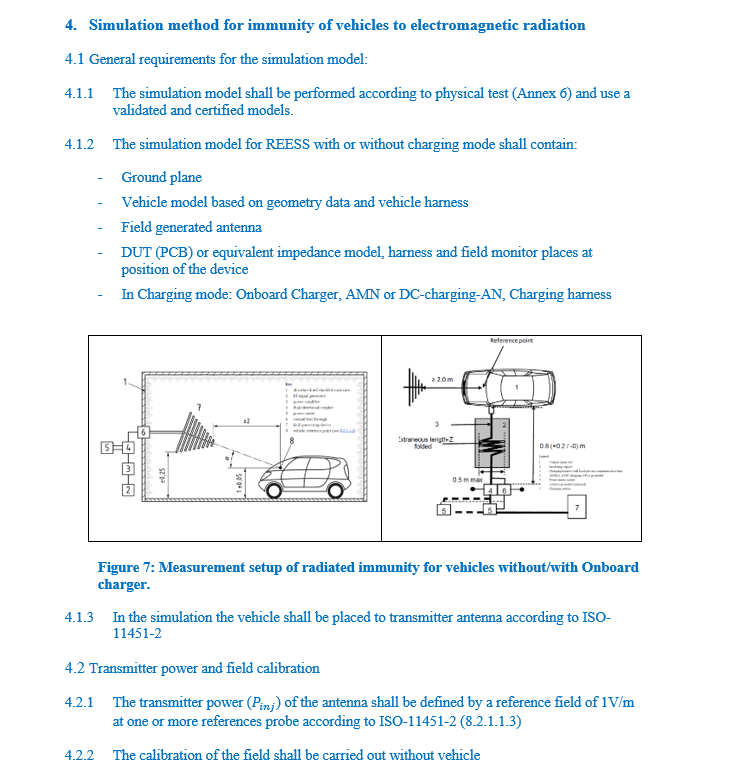 4. Simulation method for immunity of vehicles to electromagnetic radiation
4.1 General requirements for the simulation model:
4.1.1 The simulation model shall be performed according to physical test (Annex 6) and use a
validated and certified models.
4.1.2 The simulation model for REESS with or without charging mode shall contain:
- Ground plane
- Vehicle model based on geometry data and vehicle harness
- Field generated antenna
- DUT (PCB) or equivalent impedance model, harness and field monitor places at
position of the device
- In Charging mode: Onboard Charger, AMN or DC-charging-AN, Charging harness
1
7
8
≥2
6
5
4
3
2
≥0.25
1 ±0.05
Reference point
≥ 2.0 m
1
3
2
Extraneous length-Z
folded
0.8 (+0.2 / -0) m
0.5 m max
4
6
5
5
7
Figure 7: Measurement setup of radiated immunity for vehicles without/with Onboard
charger.
4.1.3 In the simulation the vehicle shall be placed to transmitter antenna according to ISO-
11451-2
4.2 Transmitter power and field calibration
4.2.1 The transmitter power (Pinj) of the antenna shall be defined by a reference field of 1V/m
at one or more references probe according to ISO-11451-2 (8.2.1.1.3)
4.2.2 The calibration of the field shall be carried out without vehicle